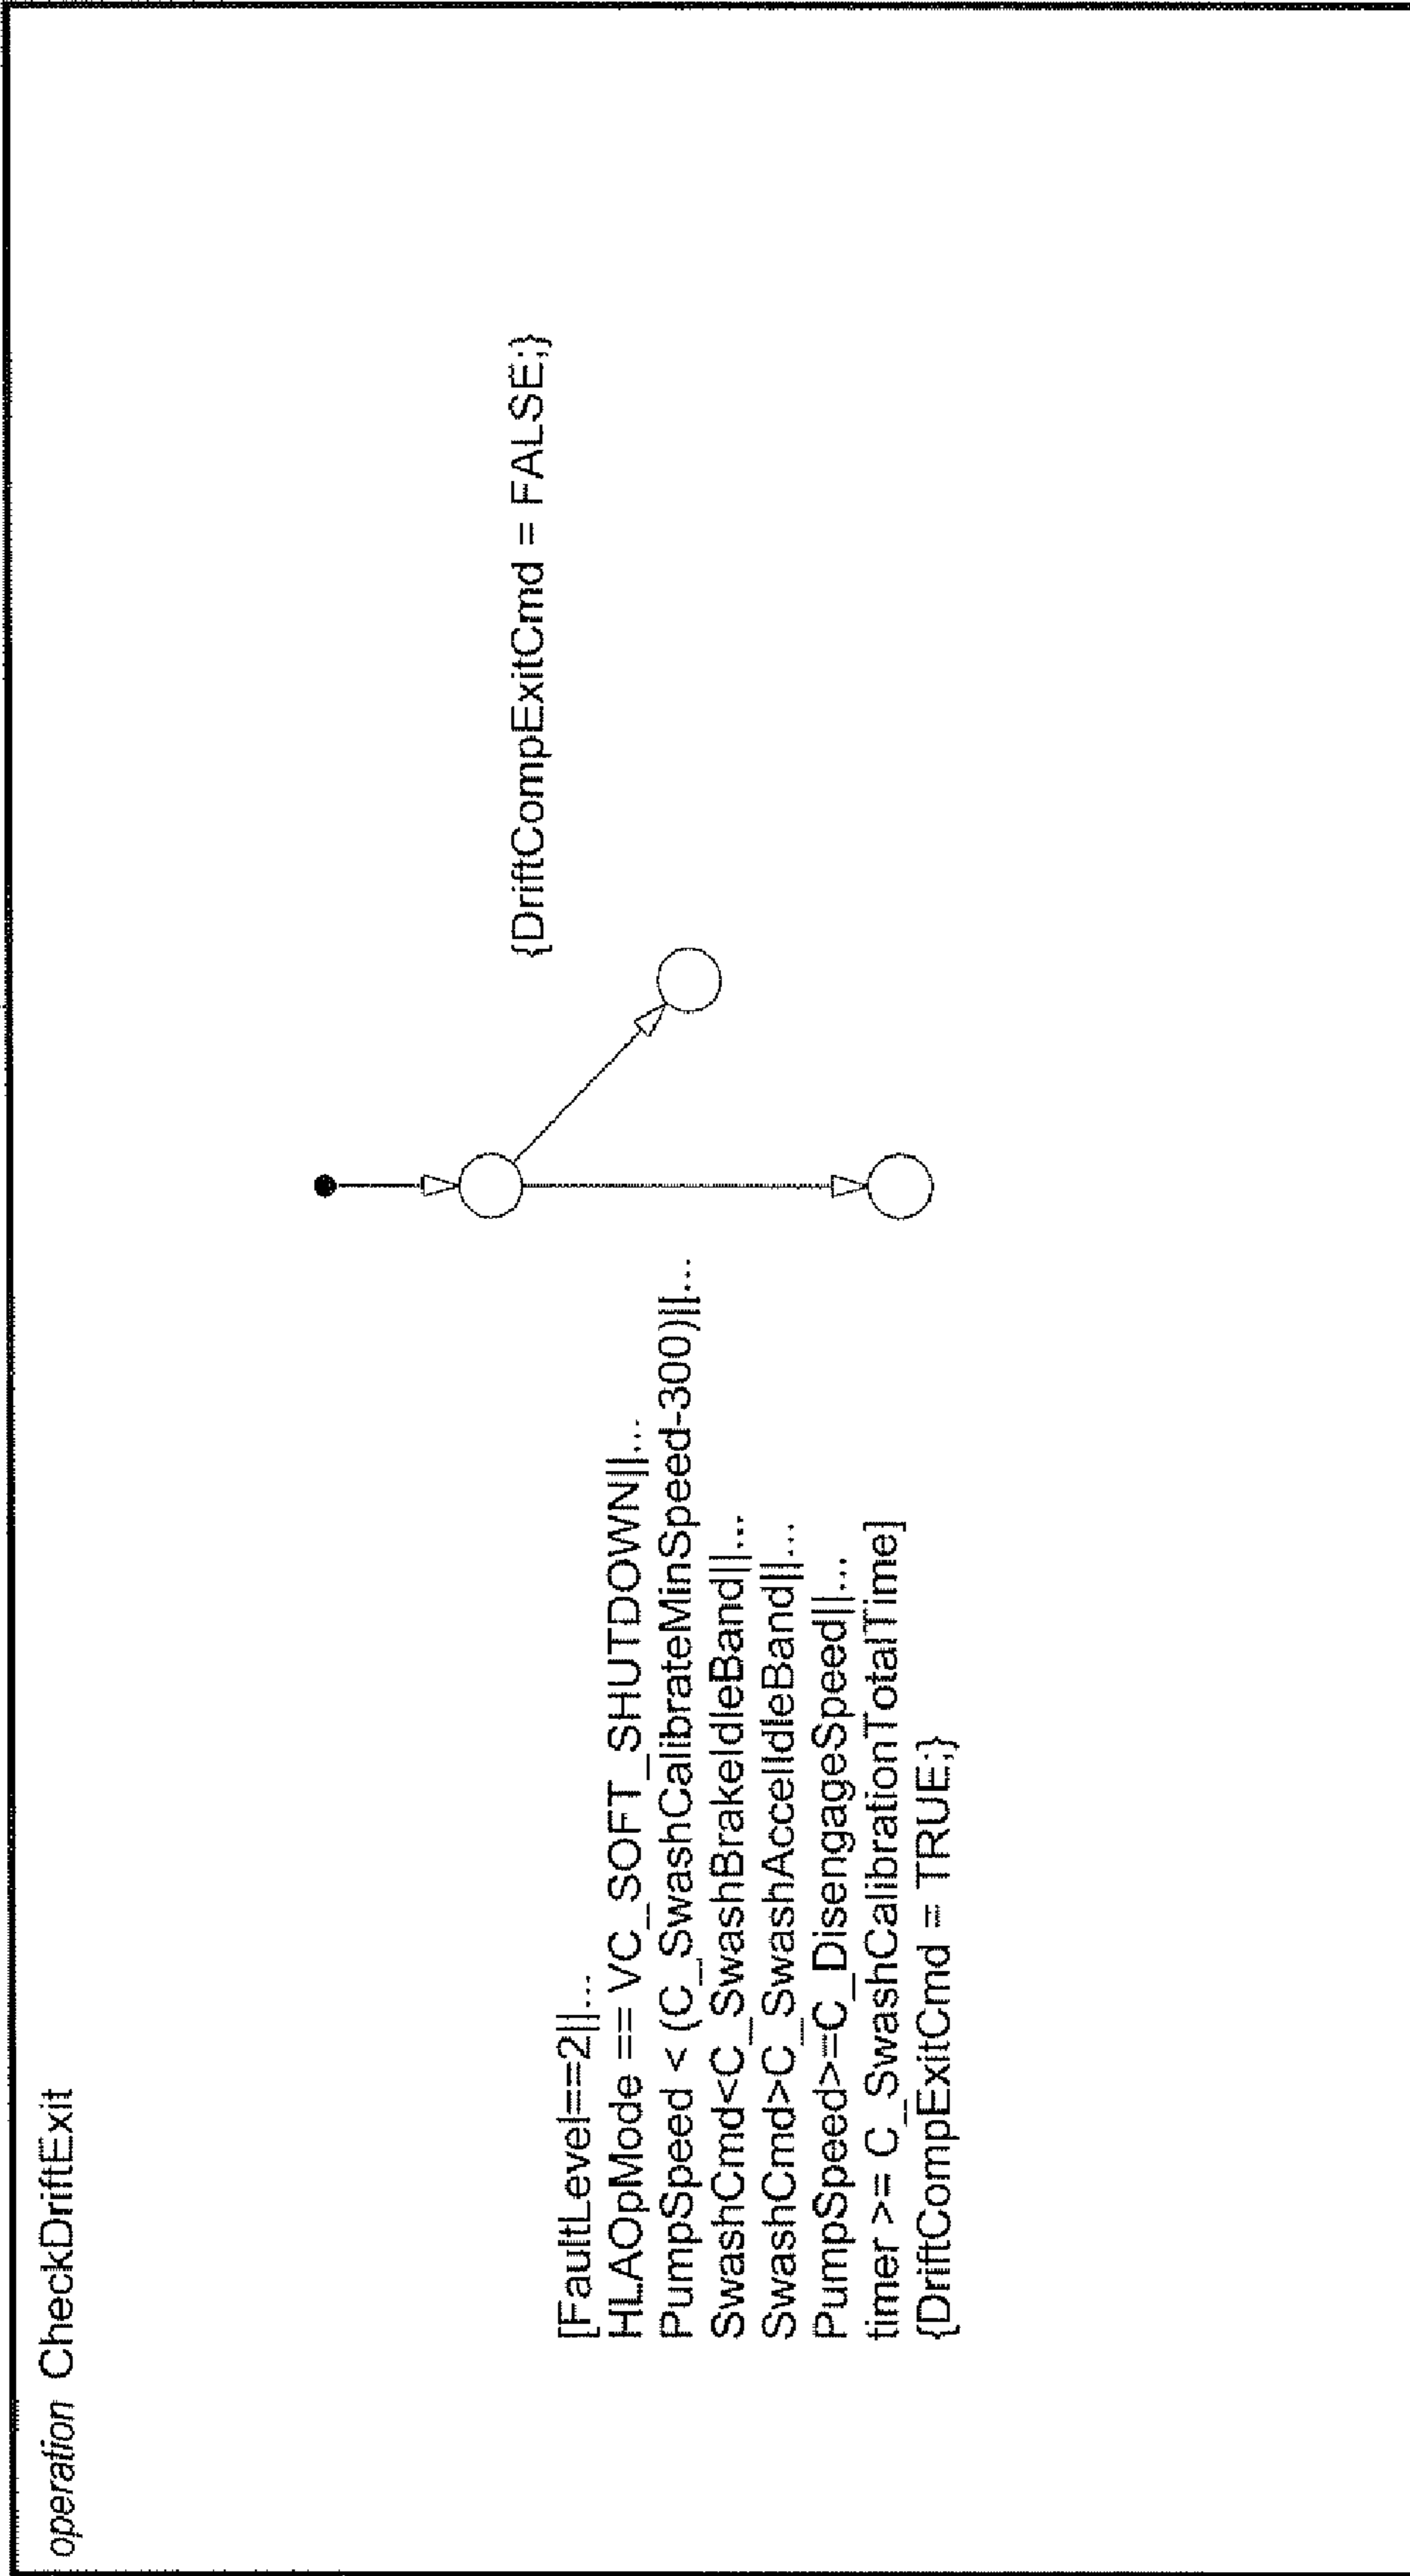 operation CheckDriftExit
{DriftCompExitCmd = FALSE;}
[FaultLevel==2||...
HLAOpMode == VC_SOFT_SHUTDOWN||...
PumpSpeed < (C_SwashCalibrateMinSpeed-300)||...
SwashCmd<C_SwashBrakeIdleBand||...
SwashCmd>C_SwashAccelIdleBand||...
PumpSpeed>=C_DisengageSpeed||...
timer >= C_SwashCalibrationTotalTime]
{DriftCompExitCmd = TRUE;}